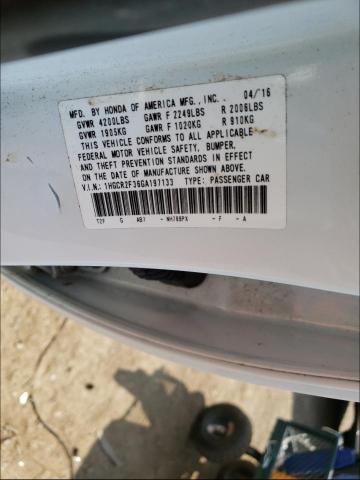 MFD. BY HONDA OF AMERICA MFG., INC. 04/16
GVWR 4200LBS GAWR F 2249LBS R 2006LBS
GVWR 1905KG GAWR F 1020KG R 910KG
THIS VEHICLE CONFORMS TO ALL APPLICABLE
FEDERAL MOTOR VEHICLE SAFETY, BUMPER,
AND THEFT PREVENTION STANDARDS IN EFFECT
ON THE DATE OF MANUFACTURE SHOWN ABOVE.
V.I.N.: 1HGCR2F36GA197133 TYPE: PASSENGER CAR
T2F G AB7 - NH788PX - F - A